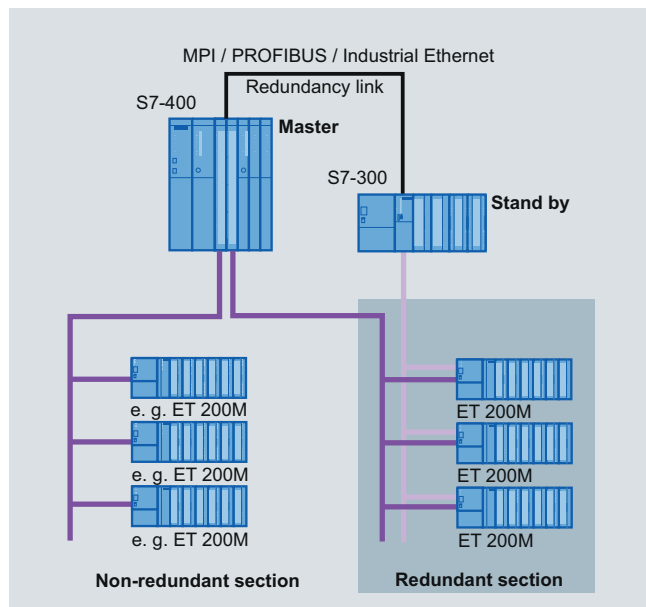 MPI / PROFIBUS / Industrial Ethernet
Redundancy link
S7-400
Master
S7-300
Stand by
e. g. ET 200M
ET 200M
e. g. ET 200M
ET 200M
e. g. ET 200M
ET 200M
Non-redundant section
Redundant section